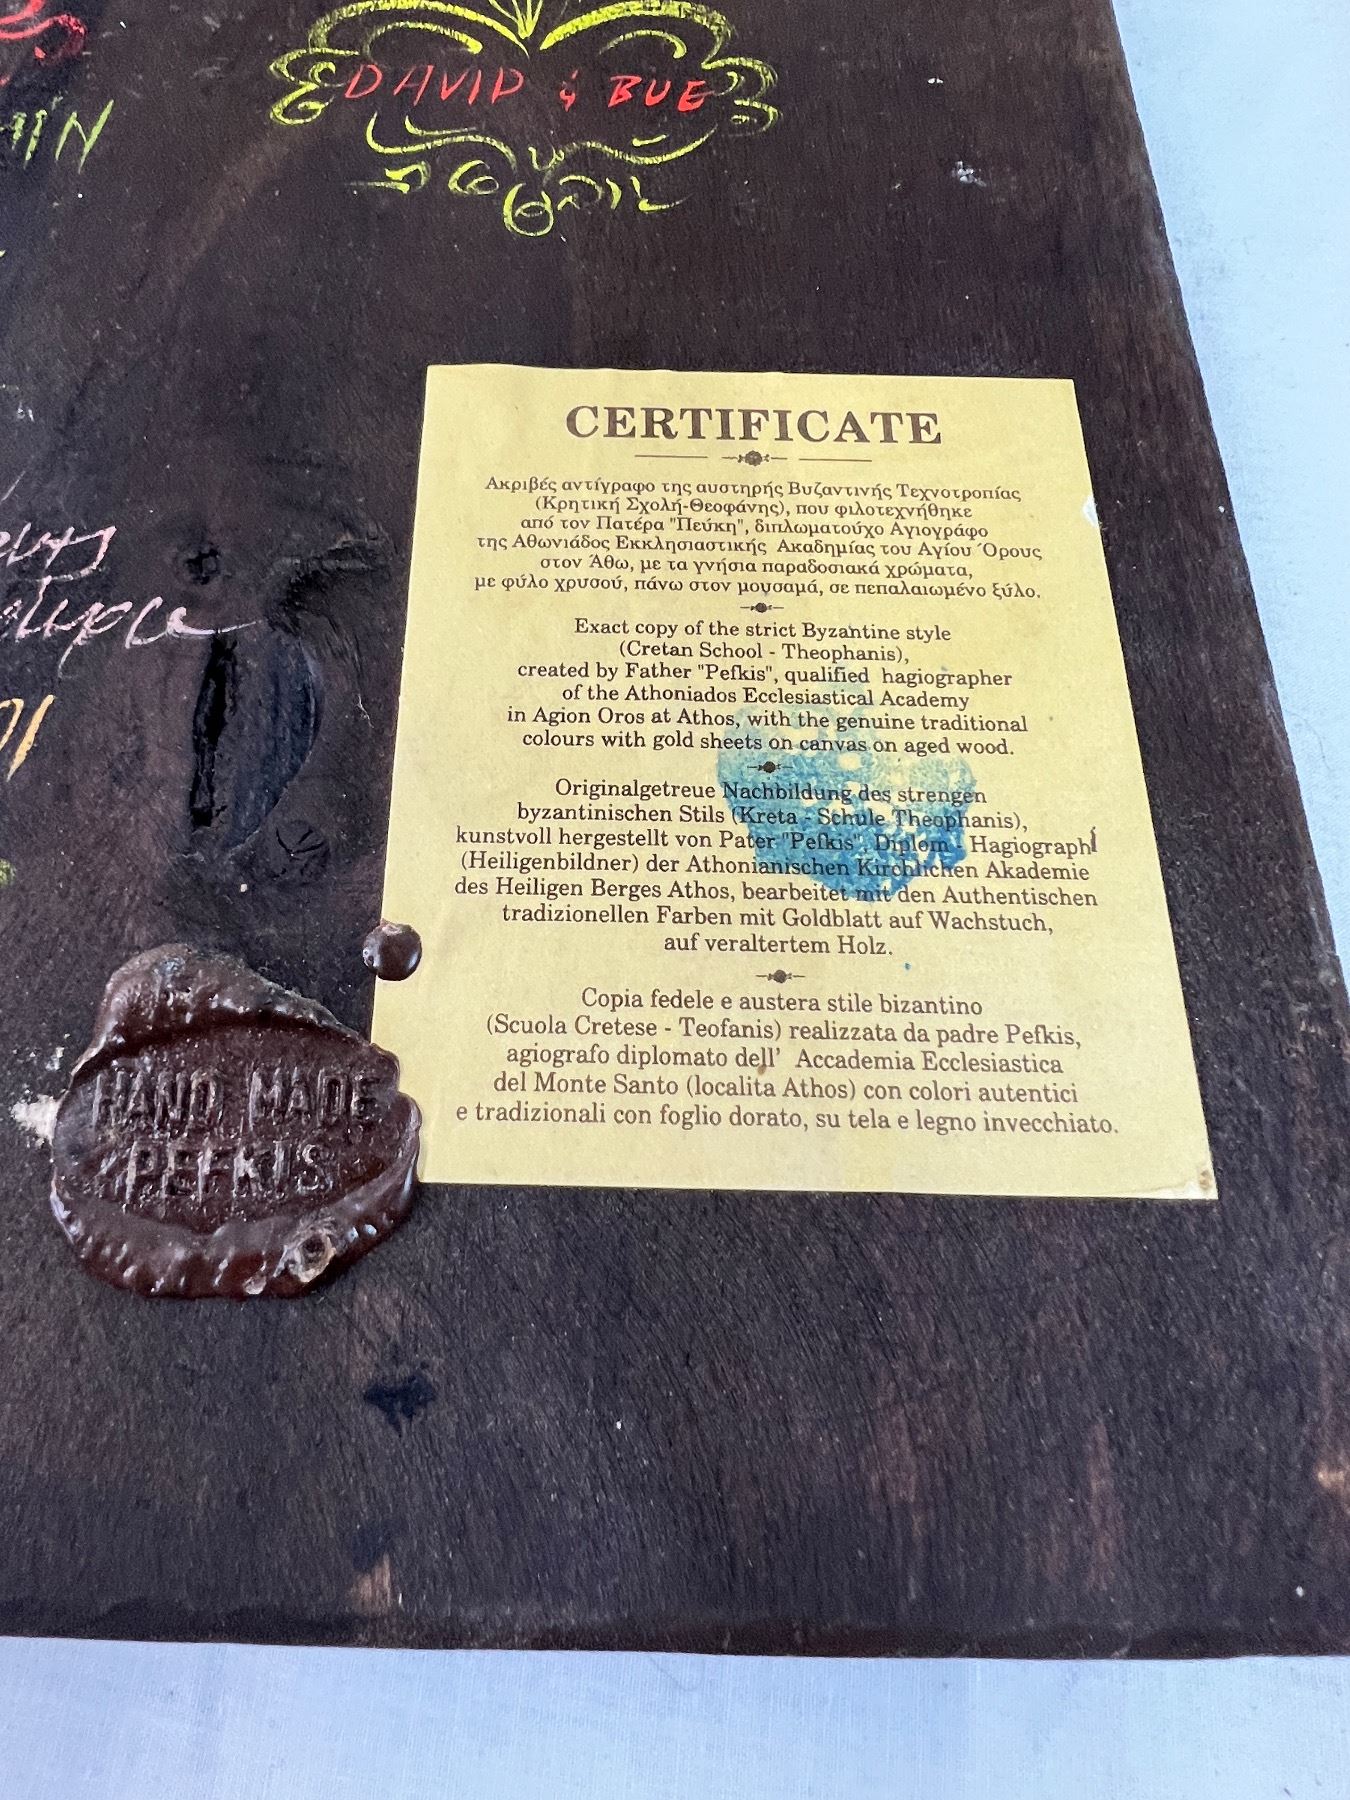 DAVID & BUE
CERTIFICATE
Ακριβές αντίγραφο της αυστηρής Βυζαντινής Τεχνοτροπίας
(Κρητική Σχολή-Θεοφάνης), που φιλοτεχνήθηκε
από τον Πατέρα "Πεύκη", διπλωματούχο Αγιογράφο
της Αθωνιάδος Εκκλησιαστικής Ακαδημίας του Αγίου Όρους
στον Άθω, με τα γνήσια παραδοσιακά χρώματα,
με φύλο χρυσού, πάνω στον μουσαμά, σε πεπαλαιωμένο ξύλο.
Exact copy of the strict Byzantine style
(Cretan School - Theophanis),
created by Father "Pefkis", qualified hagiographer
of the Athoniados Ecclesiastical Academy
in Agion Oros at Athos, with the genuine traditional
colours with gold sheets on canvas on aged wood.
Originalgetreue Nachbildung des strengen
byzantinischen Stils (Kreta - Schule Theophanis),
kunstvoll hergestellt von Pater "Pefkis", Diplom - Hagiograph
(Heiligenbildner) der Athonianischen Kirchlichen Akademie
des Heiligen Berges Athos, bearbeitet mit den Authentischen
tradizionellen Farben mit Goldblatt auf Wachstuch,
auf veraltertem Holz.
Copia fedele e austera stile bizantino
(Scuola Cretese - Teofanis) realizzata da padre Pefkis,
agiografo diplomato dell' Accademia Ecclesiastica
del Monte Santo (localita Athos) con colori autentici
e tradizionali con foglio dorato, su tela e legno invecchiato.
HAND MADE
PEFKIS